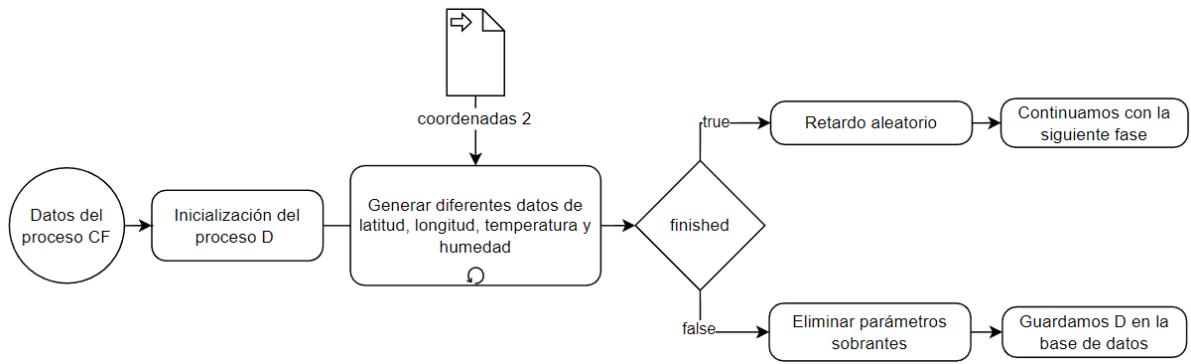 coordenadas 2
Datos del
proceso CF
Inicialización del
proceso D
Generar diferentes datos de
latitud, longitud, temperatura y
humedad
finished
true
Retardo aleatorio
Continuamos con la
siguiente fase
false
Eliminar parámetros
sobrantes
Guardamos D en la
base de datos